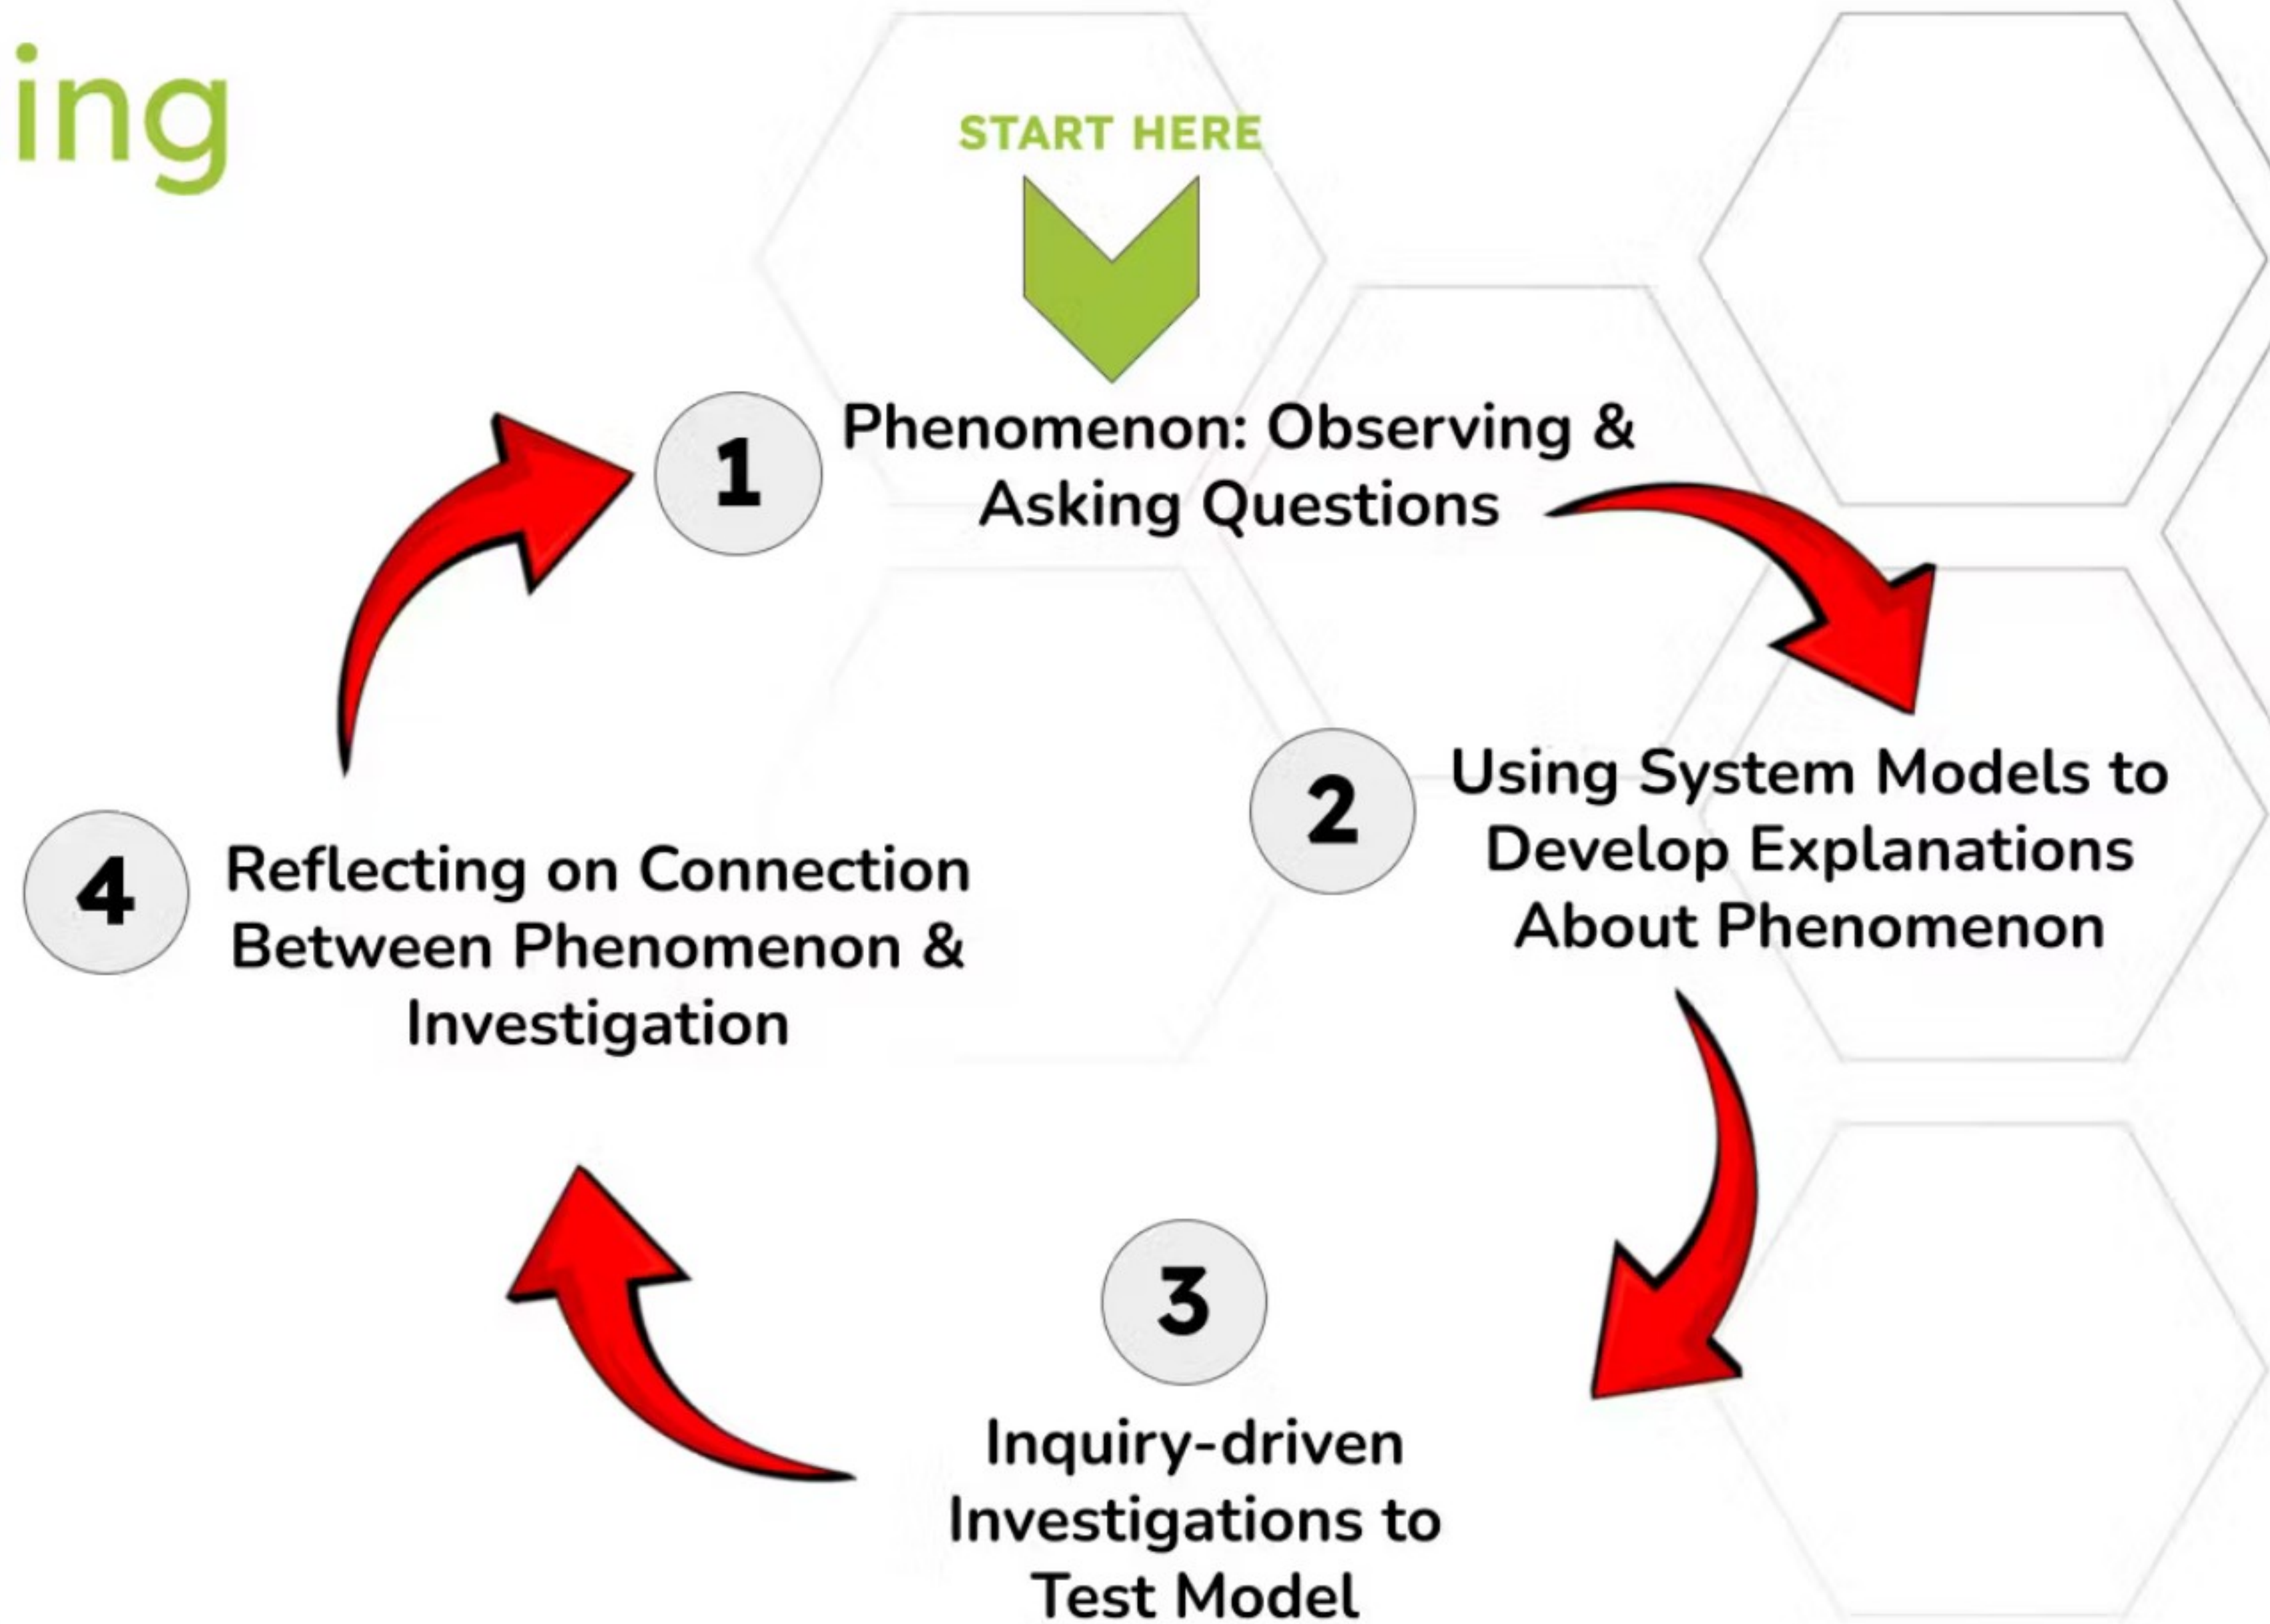 ing
START HERE
1
Phenomenon: Observing &
Asking Questions
2
Using System Models to
Develop Explanations
About Phenomenon
3
Inquiry-driven
Investigations to
Test Model
4
Reflecting on Connection
Between Phenomenon &
Investigation